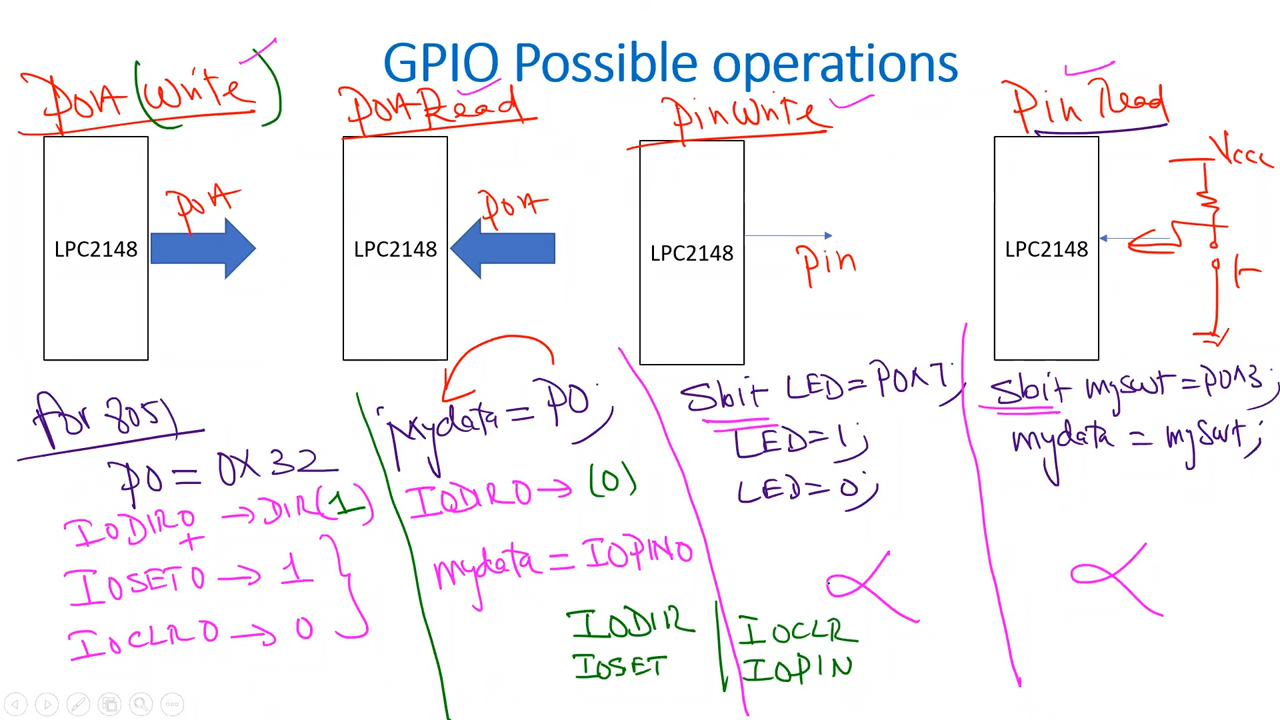 GPIO Possible operations
Port (Write)
Port
LPC2148
for 8051
P0 = 0X32
IODIR0 → DIR(1)
+
IOSET0 → 1
IOCLR0 → 0
Port Read
Port
LPC2148
Mydata = P0;
IODIR0 → (0)
mydata = IOPIN0
Pin Write
LPC2148
Pin
Sbit LED = P0^7;
LED=1;
LED=0;
IODIR
IOSET
IOCLR
IOPIN
Pin Read
Vccc
LPC2148
Sbit mySwt = P0^3;
mydata = mySwt;